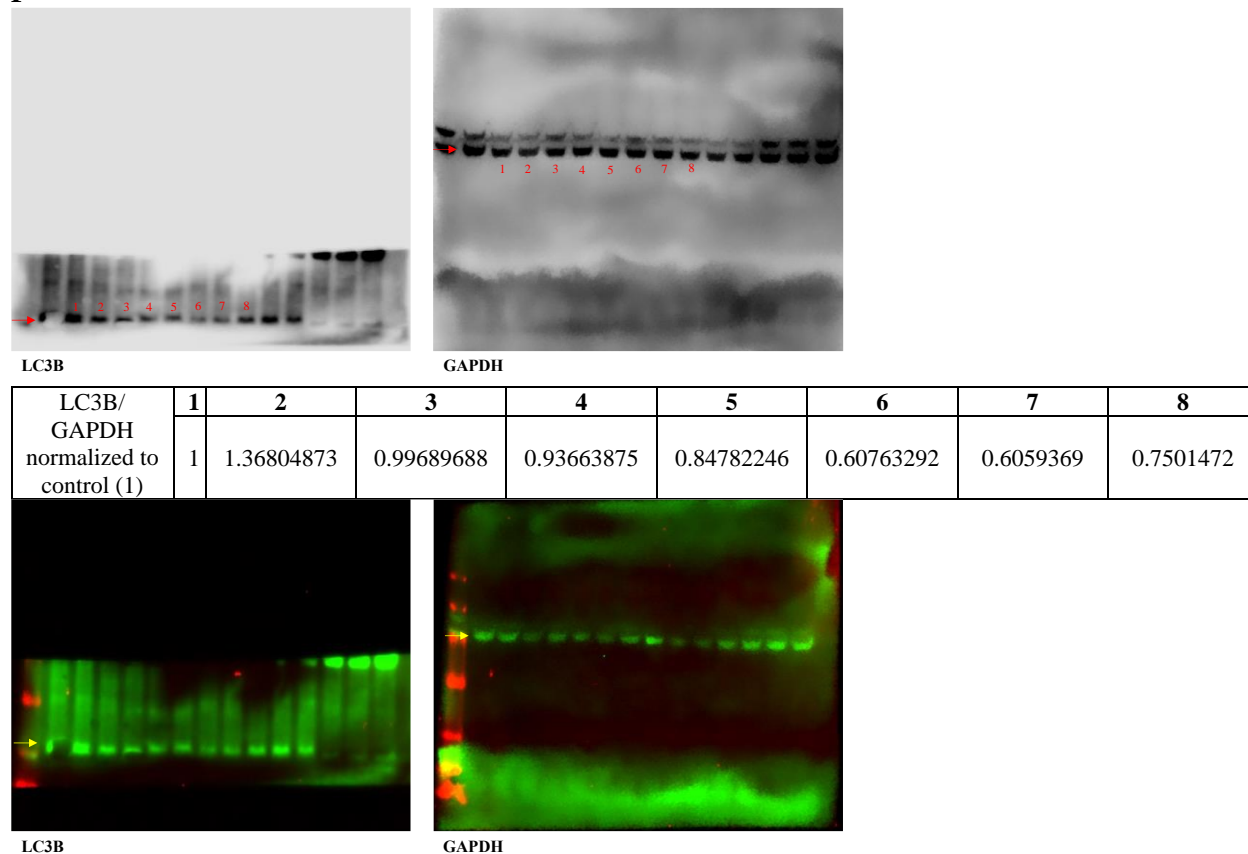 1 2 3 4 5 6 7 8
1 2 3 4 5 6 7 8
LC3B
GAPDH
LC3B/ GAPDH normalized to control (1)
1 2 3 4 5 6 7 8
1 1.36804873 0.99689688 0.93663875 0.84782246 0.60763292 0.6059369 0.7501472
LC3B
GAPDH